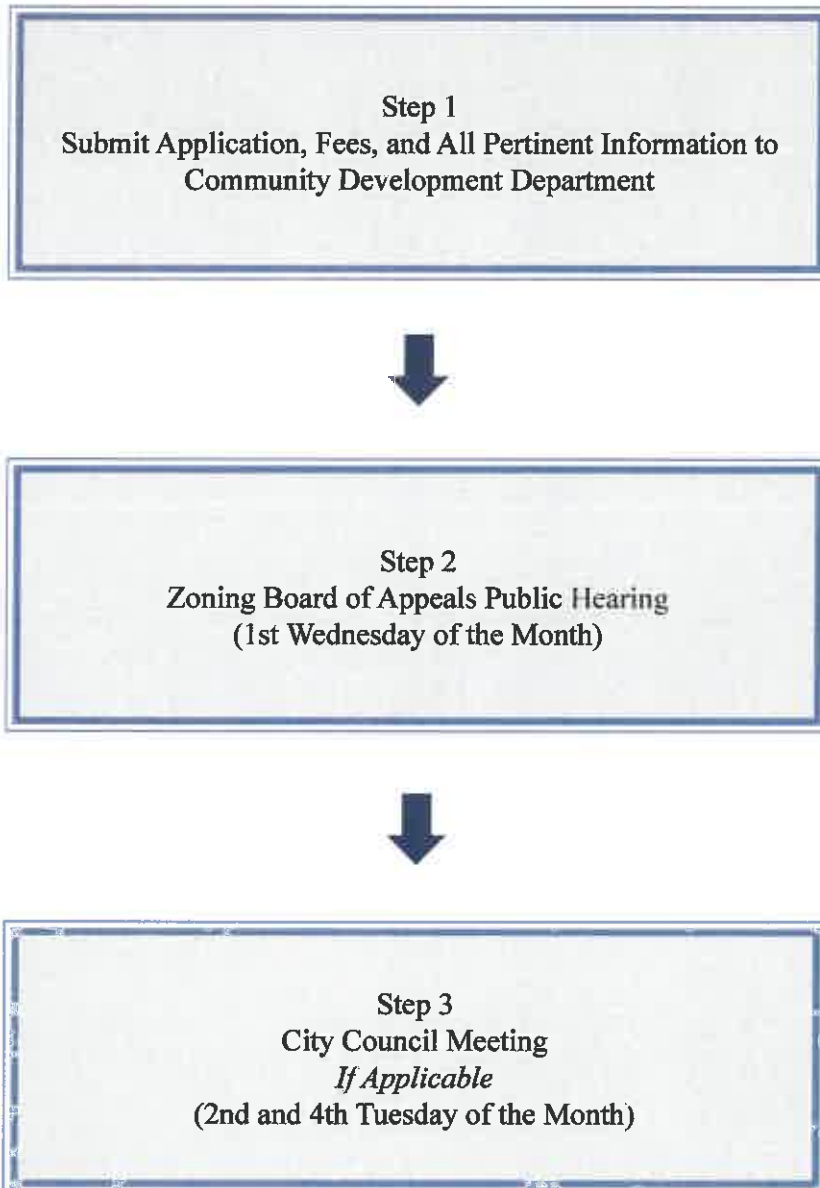 Step 1
Submit Application, Fees, and All Pertinent Information to
Community Development Department
Step 2
Zoning Board of Appeals Public Hearing
(1st Wednesday of the Month)
Step 3
City Council Meeting
If Applicable
(2nd and 4th Tuesday of the Month)